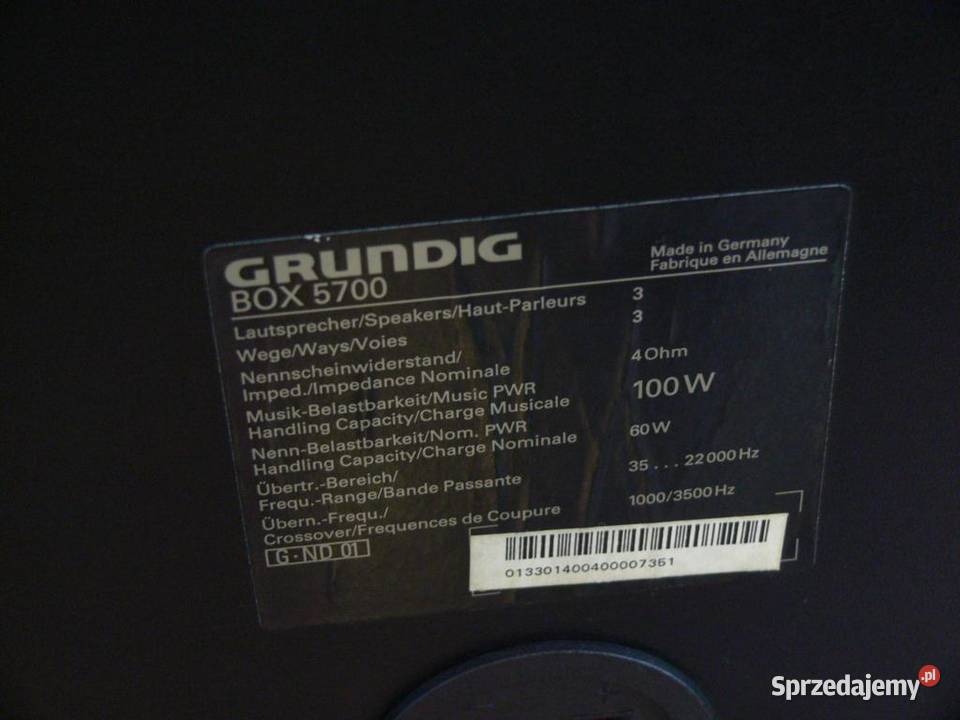 GRUNDIG
BOX 5700
Made in Germany
Fabrique en Allemagne
Lautsprecher/Speakers/Haut-Parleurs 3
Wege/Ways/Voies 3
Nennscheinwiderstand/
Imped./Impedance Nominale 4 Ohm
Musik-Belastbarkeit/Music PWR
Handling Capacity/Charge Musicale 100 W
Nenn-Belastbarkeit/Nom. PWR
Handling Capacity/Charge Nominale 60 W
Übertr.-Bereich/
Frequ.-Range/Bande Passante 35 . . . 22 000 Hz
Übern.-Frequ./
Crossover/Frequences de Coupure 1000/3500 Hz
G·ND 01
013301400400007351
Sprzedajemy.pl